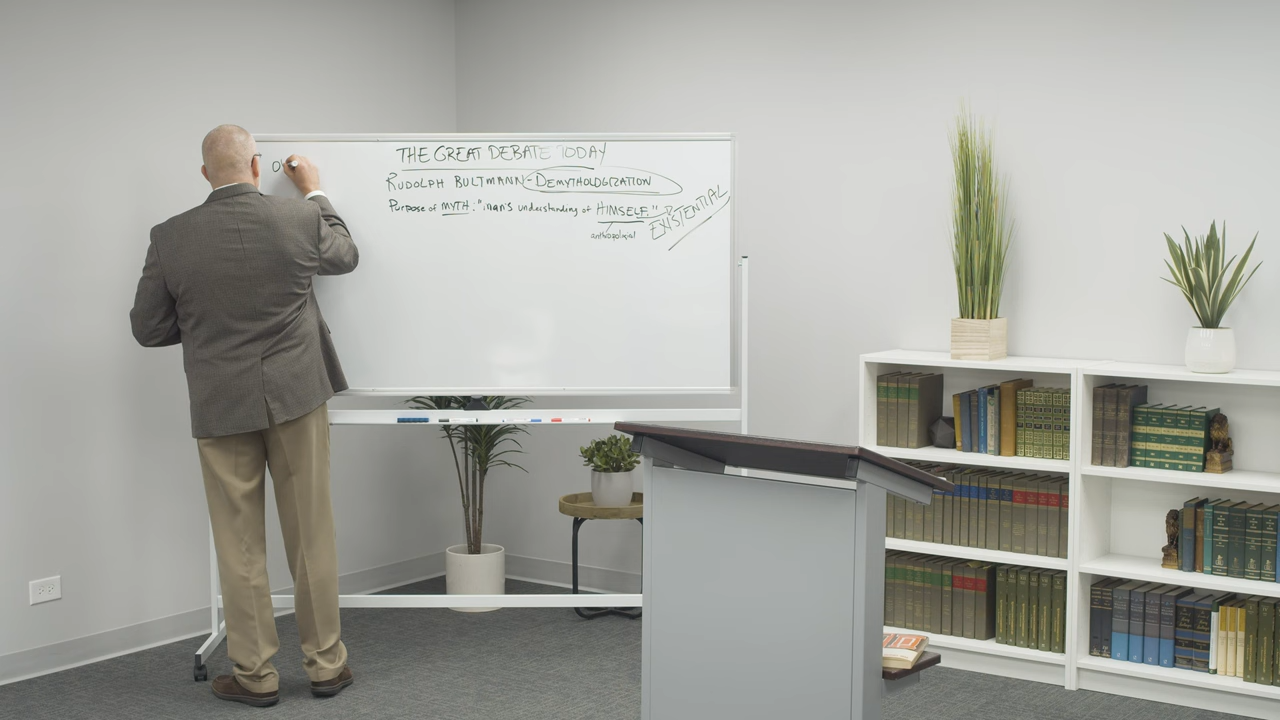 THE GREAT DEBATE TODAY
RUDOLPH BULTMANN - DEMYTHOLOGIZATION
Purpose of MYTH: "man's understanding of HIMSELF."
anthropological
EXISTENTIAL